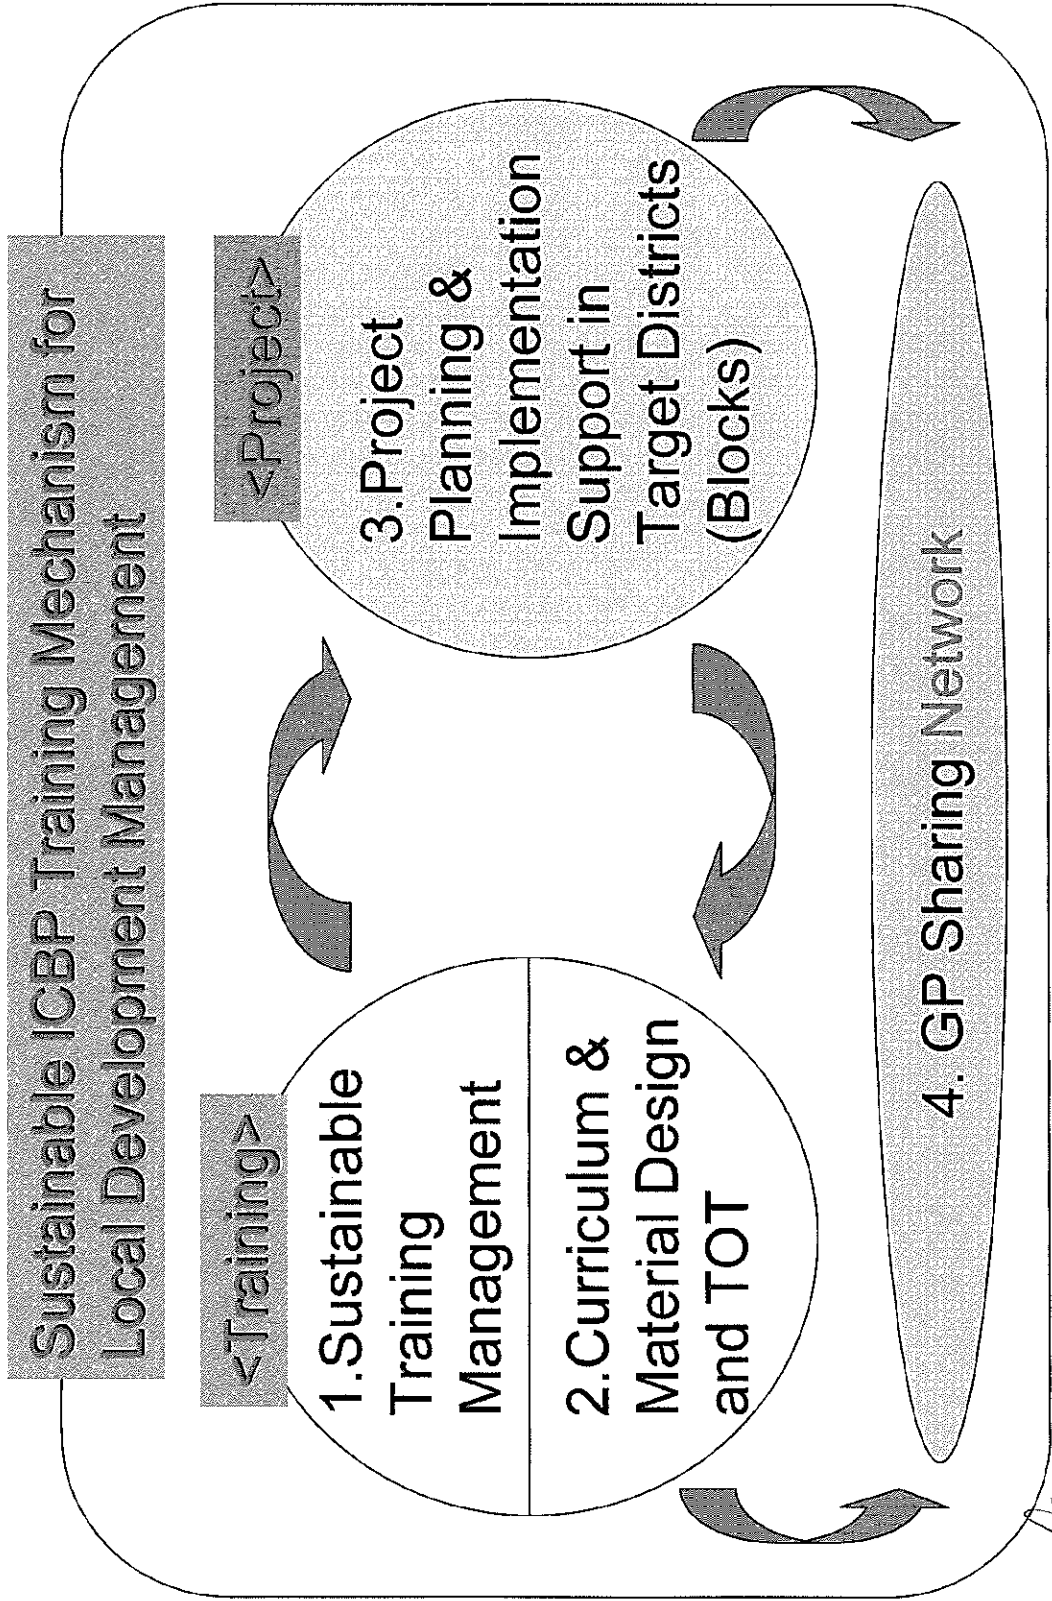 Sustainable ICBP Training Mechanism for
Local Development Management
<Training>
1.Sustainable
Training
Management
2.Curriculum &
Material Design
and TOT
<Project>
3.Project
Planning &
Implementation
Support in
Target Districts
(Blocks)
4. GP Sharing Network